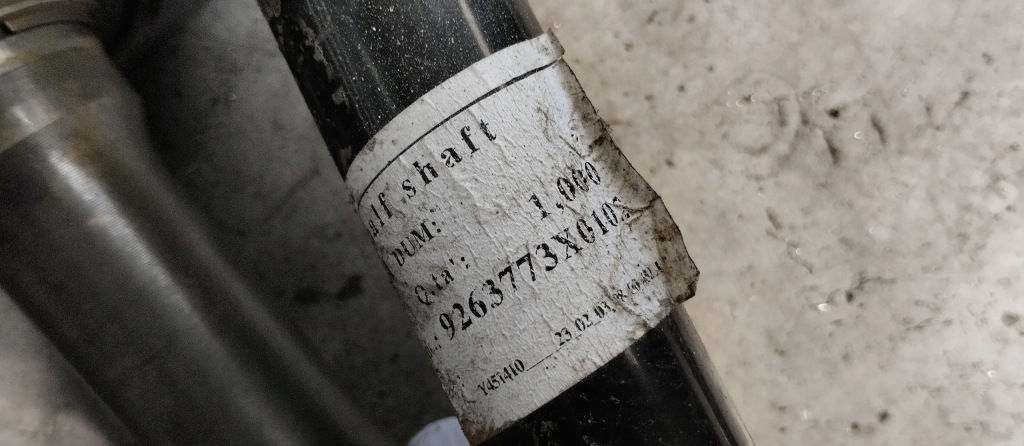 alf shaft
DUM:
Q.ta': 1,000
.:9263773X010
Y451410 23.02.03